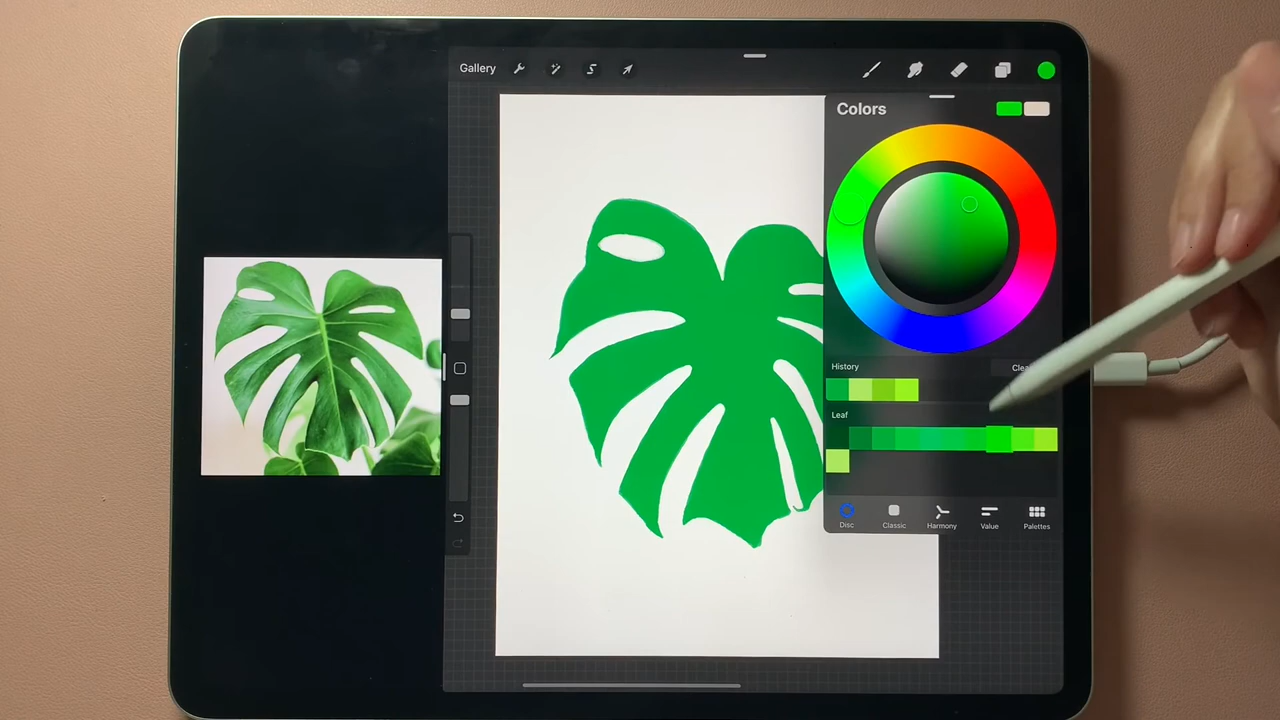 Gallery
Colors
History
Leaf
Disc
Classic
Harmony
Value
Palettes